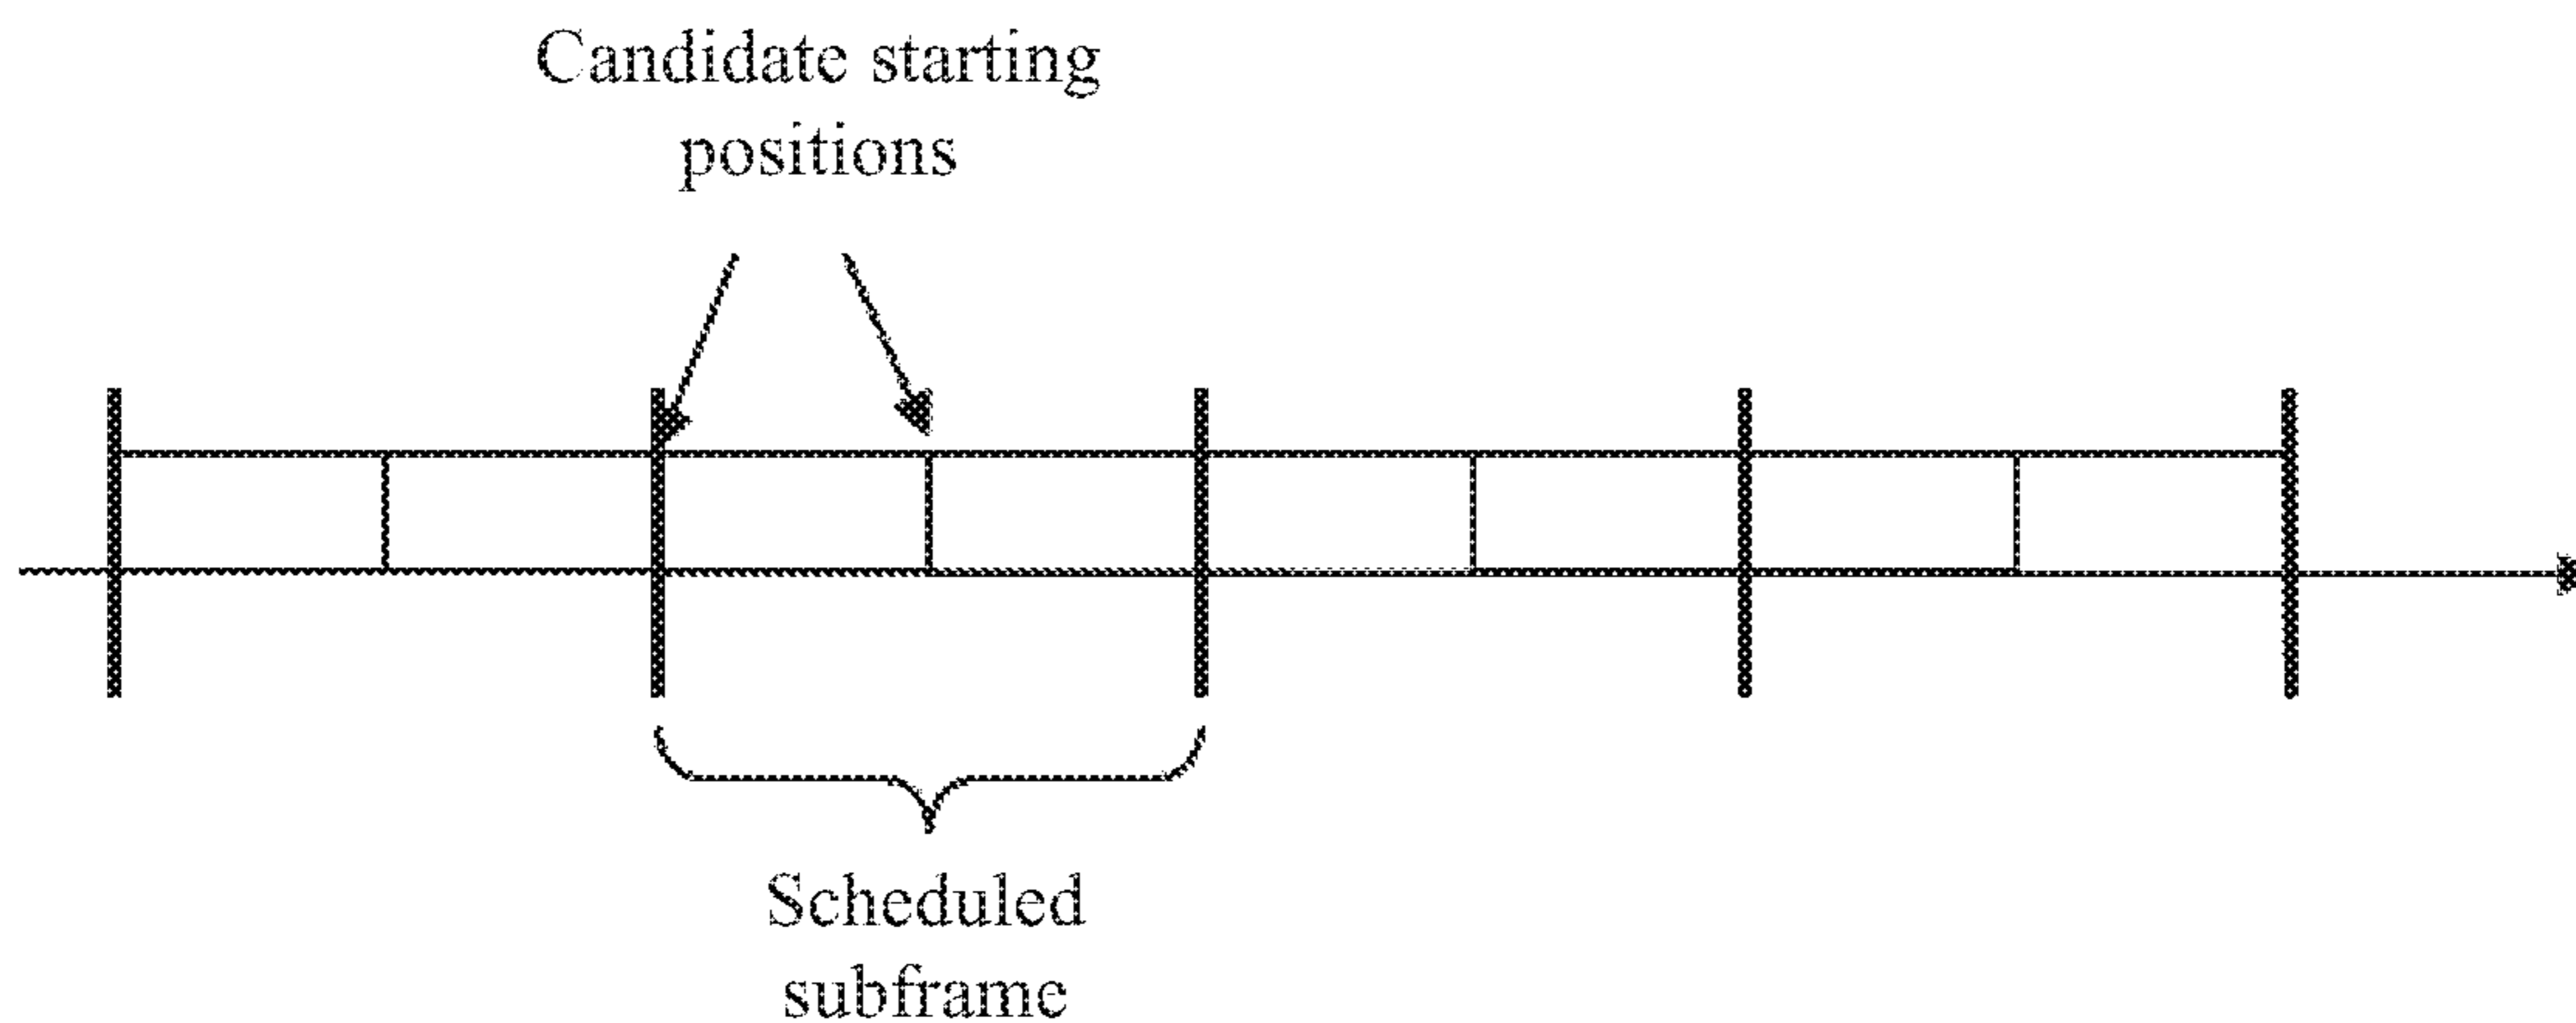 Candidate starting
positions
Scheduled
subframe